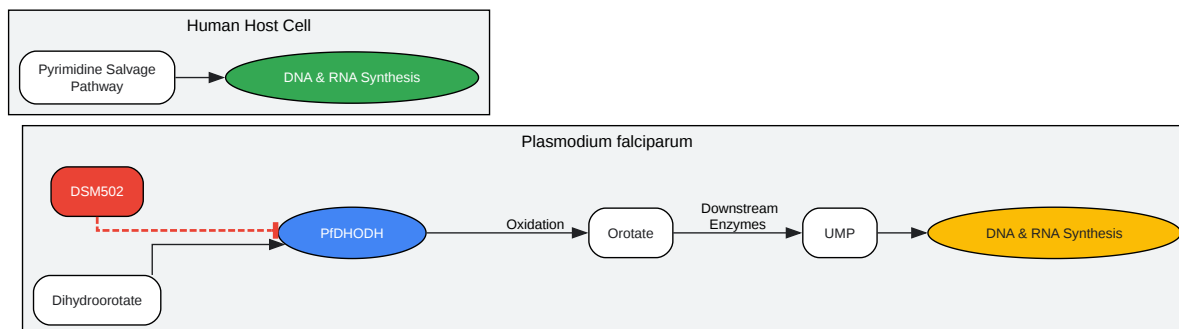 Human Host Cell
Pyrimidine Salvage
Pathway
DNA & RNA Synthesis
Plasmodium falciparum
DSM502
PfDHODH
Oxidation
Orotate
Downstream
Enzymes
UMP
DNA & RNA Synthesis
Dihydroorotate